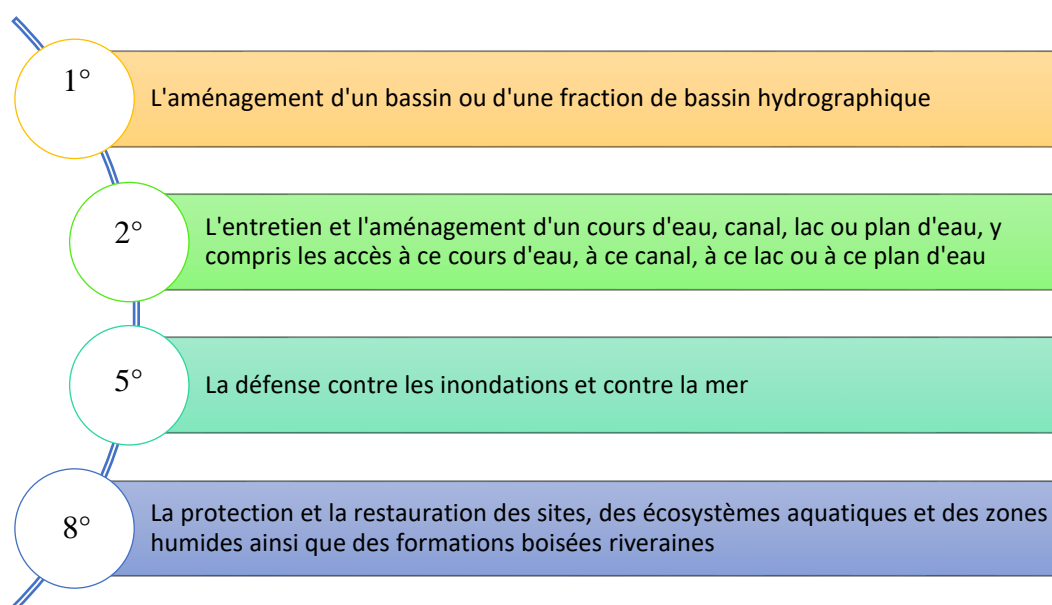 1°
L'aménagement d'un bassin ou d'une fraction de bassin hydrographique
2°
L'entretien et l'aménagement d'un cours d'eau, canal, lac ou plan d'eau, y
compris les accès à ce cours d'eau, à ce canal, à ce lac ou à ce plan d'eau
5°
La défense contre les inondations et contre la mer
8°
La protection et la restauration des sites, des écosystèmes aquatiques et des zones
humides ainsi que des formations boisées riveraines